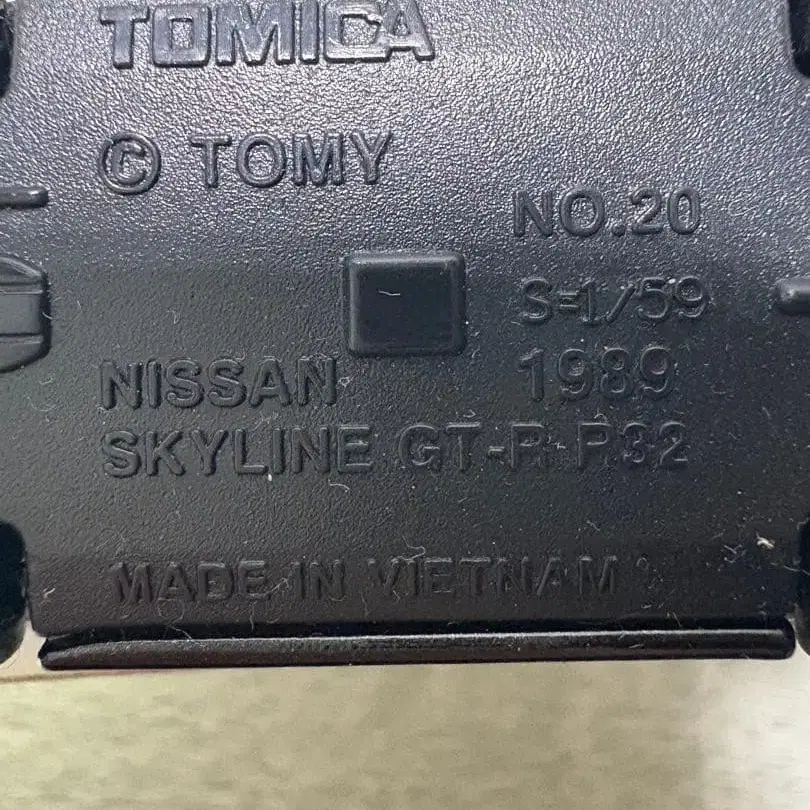 TOMICA
© TOMY
NO.20
S=1/59
NISSAN 1989
SKYLINE GT-R R32
MADE IN VIETNAM